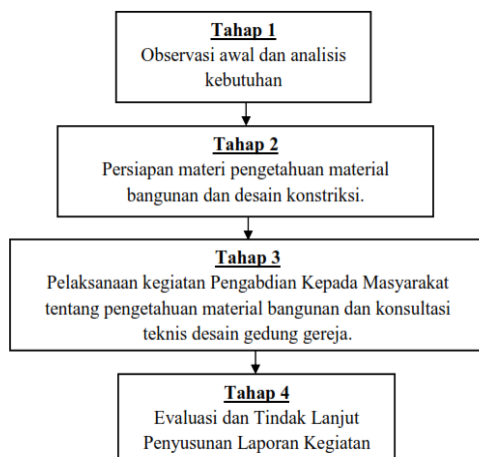 Tahap 1
Observasi awal dan analisis
kebutuhan
Tahap 2
Persiapan materi pengetahuan material
bangunan dan desain konstriksi.
Tahap 3
Pelaksanaan kegiatan Pengabdian Kepada Masyarakat
tentang pengetahuan material bangunan dan konsultasi
teknis desain gedung gereja.
Tahap 4
Evaluasi dan Tindak Lanjut
Penyusunan Laporan Kegiatan